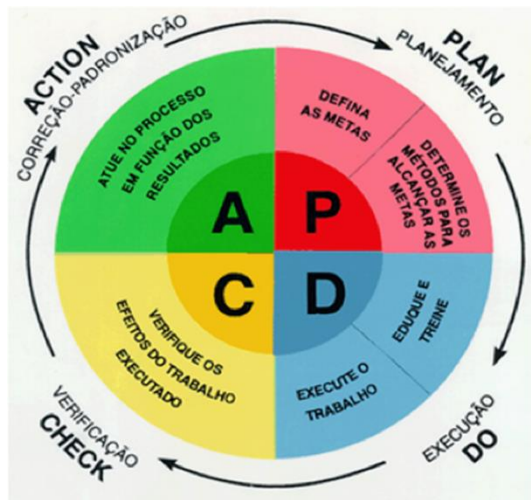 ACTION
CORREÇÃO-PADRONIZAÇÃO
PLAN
PLANEJAMENTO
ATUE NO PROCESSO
EM FUNÇÃO DOS
RESULTADOS
DEFINA
AS METAS
DETERMINE OS
MÉTODOS PARA
ALCANÇAR AS
METAS
A
P
C
D
VERIFIQUE OS
EFEITOS DO TRABALHO
EXECUTADO
EDUQUE E
TREINE
EXECUTE O
TRABALHO
VERIFICAÇÃO
CHECK
EXECUÇÃO
DO